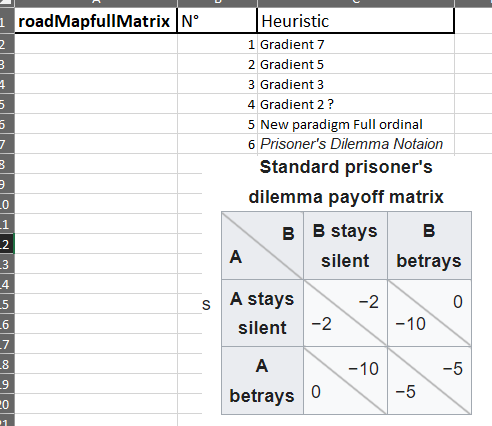 roadMapfullMatrix N° Heuristic
1 Gradient 7
2 Gradient 5
3 Gradient 3
4 Gradient 2 ?
5 New paradigm Full ordinal
6 Prisoner's Dilemma Notaion
Standard prisoner's
dilemma payoff matrix
B
A
B stays
silent
B
betrays
A stays
silent
−2
−2
0
−10
A
betrays
−10
0
−5
−5
s